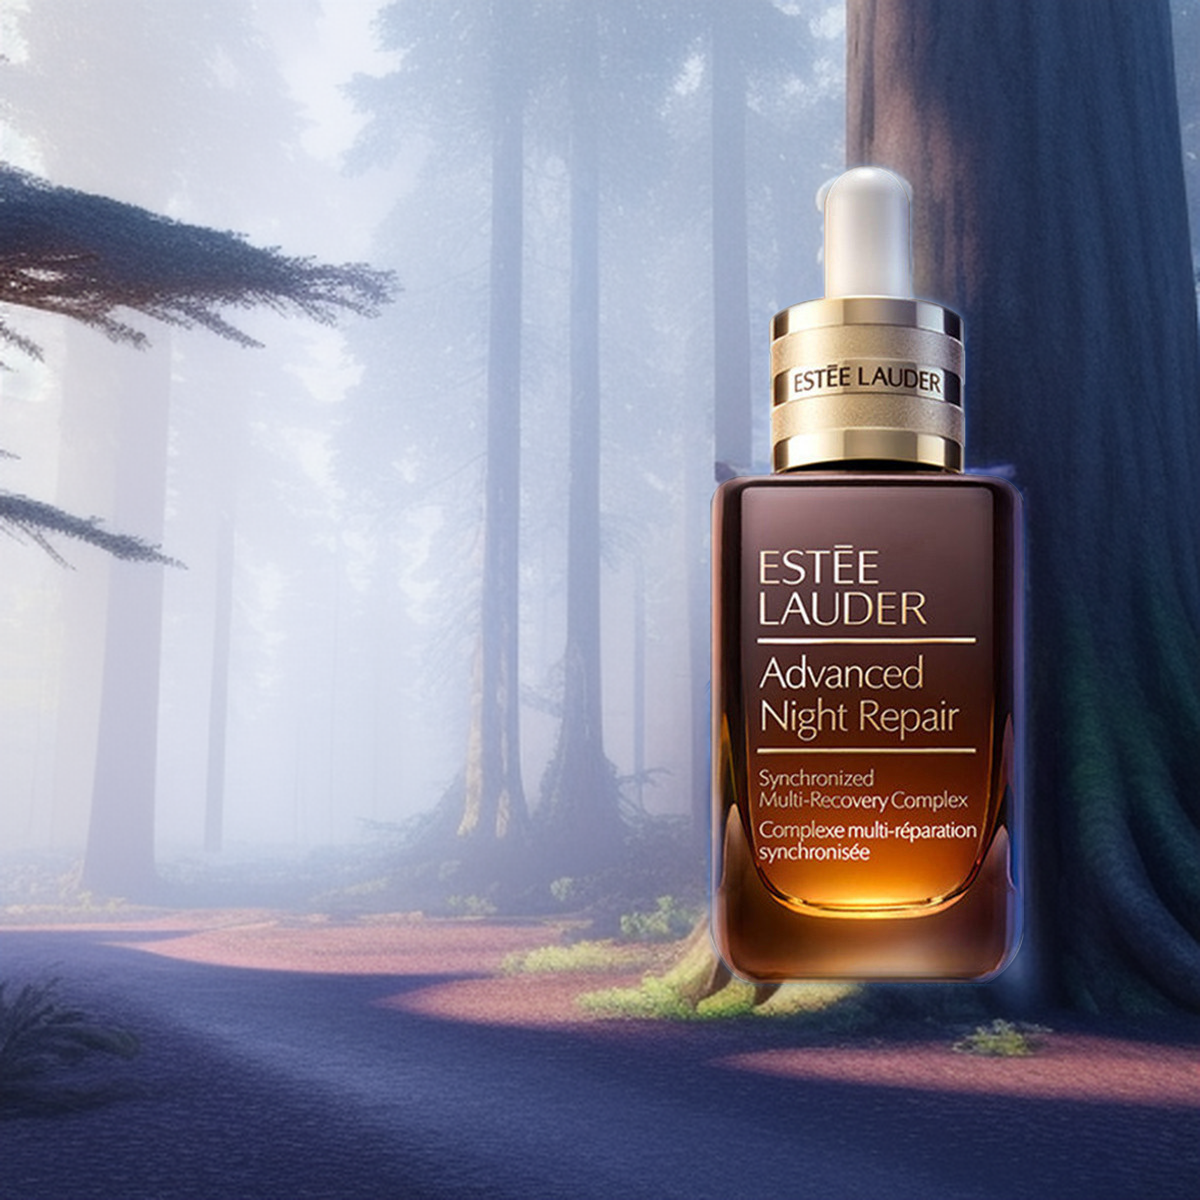 ESTĒE LAUDER
ESTĒE
LAUDER
Advanced
Night Repair
Synchronized
Multi-Recovery Complex
Complexe multi-réparation
synchronisée